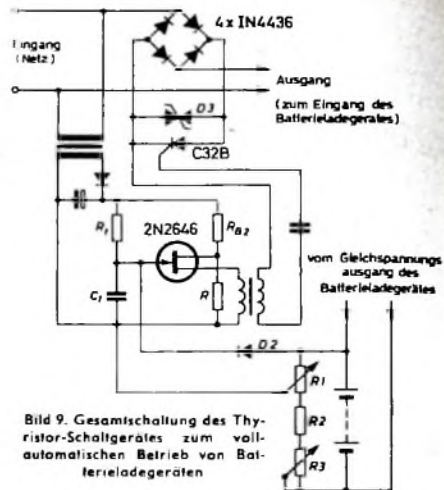 4x IN4436
Eingang
(Netz)
Ausgang
(zum Eingang des
Batterieladegerätes)
D3
C32B
R1
2N2646
RB2
C1
R
vom Gleichspannungs
ausgang des
Batterieladegerätes
D2
R1
R2
R3
Bild 9. Gesamtschaltung des Thy-
ristor-Schaltgerätes zum voll-
automatischen Betrieb von Bat-
terieladegeräten